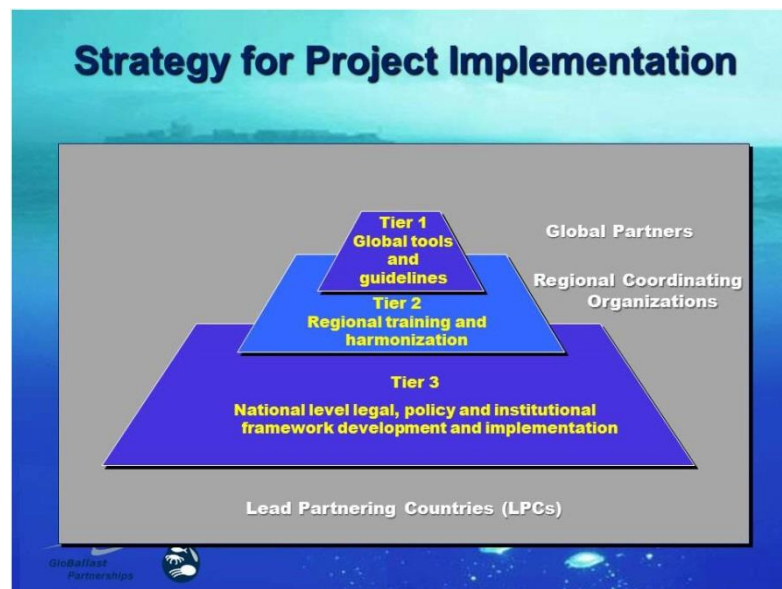 Strategy for Project Implementation
Tier 1
Global tools
and
guidelines
Global Partners
Tier 2
Regional training and
harmonization
Regional Coordinating
Organizations
Tier 3
National level legal, policy and institutional
framework development and implementation
Lead Partnering Countries (LPCs)
GloBallast
Partnerships